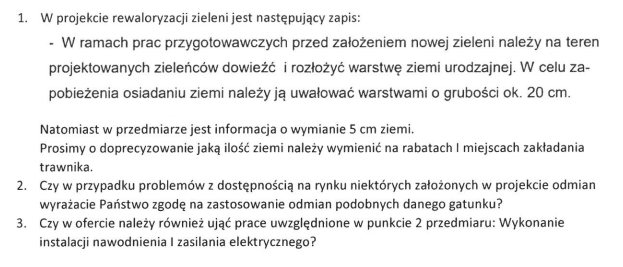 1. W projekcie rewaloryzacji zieleni jest następujący zapis:
- W ramach prac przygotowawczych przed założeniem nowej zieleni należy na teren
projektowanych zieleńców dowieźć i rozłożyć warstwę ziemi urodzajnej. W celu za-
pobieżenia osiadaniu ziemi należy ją uwałować warstwami o grubości ok. 20 cm.
Natomiast w przedmiarze jest informacja o wymianie 5 cm ziemi.
Prosimy o doprecyzowanie jaką ilość ziemi należy wymienić na rabatach I miejscach zakładania
trawnika.
2. Czy w przypadku problemów z dostępnością na rynku niektórych założonych w projekcie odmian
wyrażacie Państwo zgodę na zastosowanie odmian podobnych danego gatunku?
3. Czy w ofercie należy również ująć prace uwzględnione w punkcie 2 przedmiaru: Wykonanie
instalacji nawodnienia I zasilania elektrycznego?